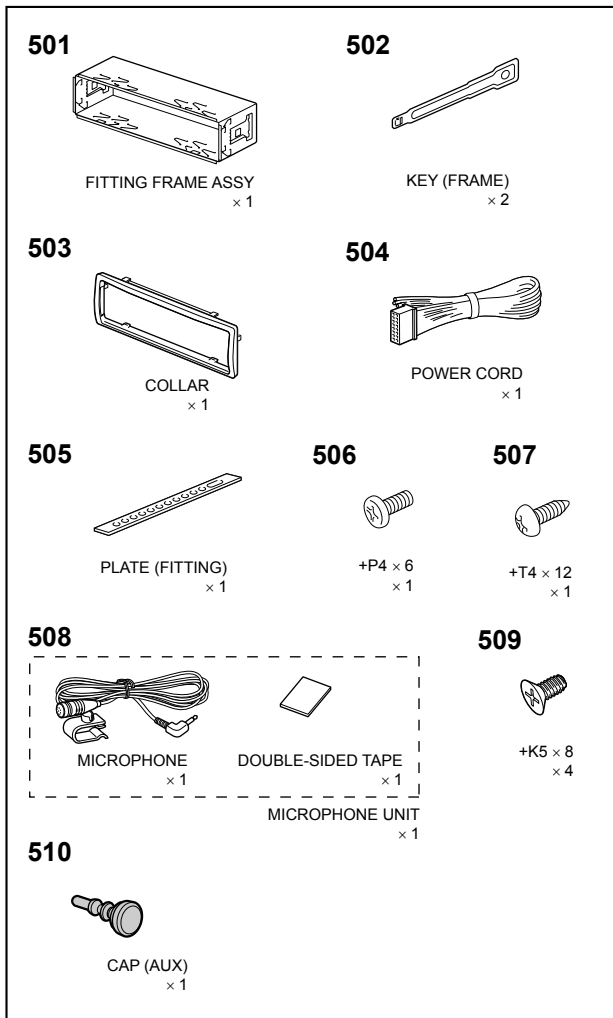 501
FITTING FRAME ASSY
× 1
502
KEY (FRAME)
× 2
503
COLLAR
× 1
504
POWER CORD
× 1
505
PLATE (FITTING)
× 1
506
+P4 × 6
× 1
507
+T4 × 12
× 1
508
MICROPHONE
× 1
DOUBLE-SIDED TAPE
× 1
MICROPHONE UNIT
× 1
509
+K5 × 8
× 4
510
CAP (AUX)
× 1